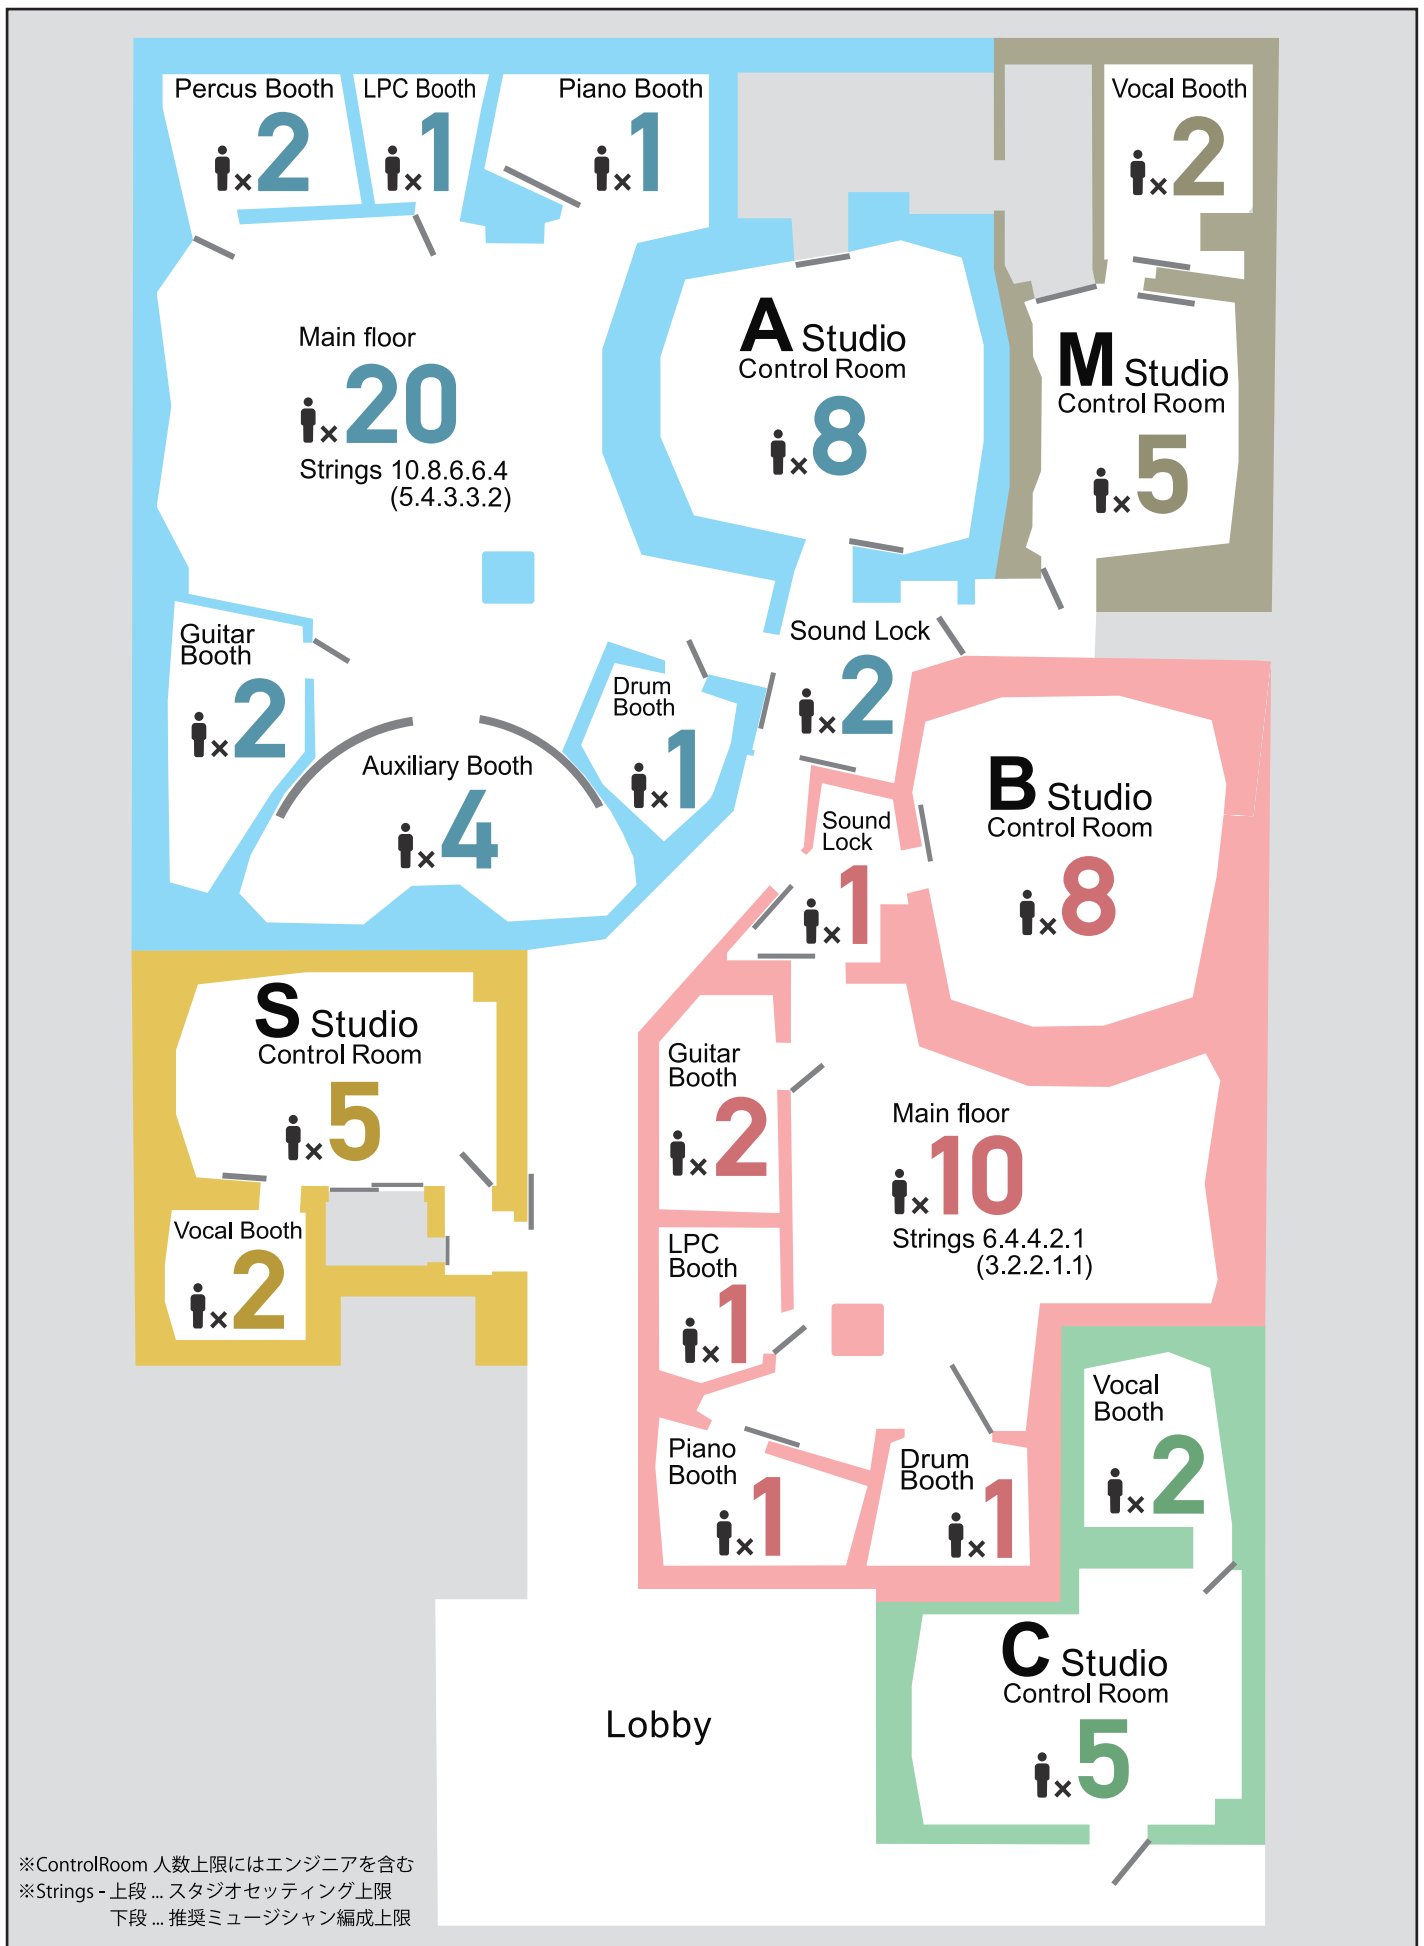 Percus Booth
×2
LPC Booth
×1
Piano Booth
×1
Vocal Booth
×2
Main floor
×20
Strings 10.8.6.6.4
(5.4.3.3.2)
A Studio
Control Room
×8
M Studio
Control Room
×5
Guitar
Booth
×2
Auxiliary Booth
×4
Drum
Booth
×1
Sound Lock
×2
B Studio
Control Room
×8
Sound
Lock
×1
S Studio
Control Room
×5
Vocal Booth
×2
Guitar
Booth
×2
Main floor
×10
Strings 6.4.4.2.1
(3.2.2.1.1)
LPC
Booth
×1
Piano
Booth
×1
Drum
Booth
×1
Vocal
Booth
×2
C Studio
Control Room
×5
Lobby
※ControlRoom 人数上限にはエンジニアを含む
※Strings - 上段 ... スタジオセッティング上限
下段 ... 推奨ミュージシャン編成上限